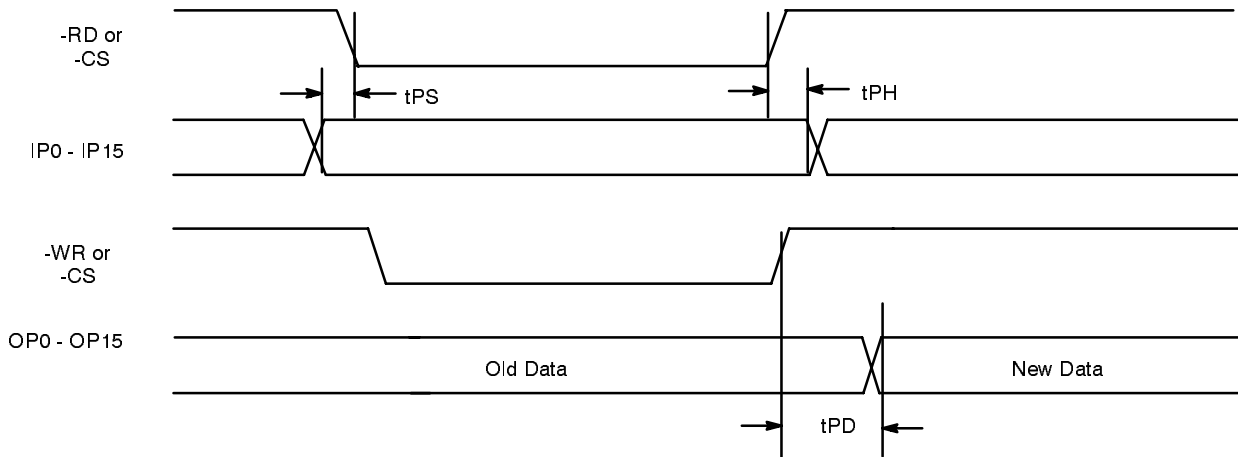 -RD or
-CS
tPS
tPH
IP0 - IP15
-WR or
-CS
OP0 - OP15
Old Data
New Data
tPD